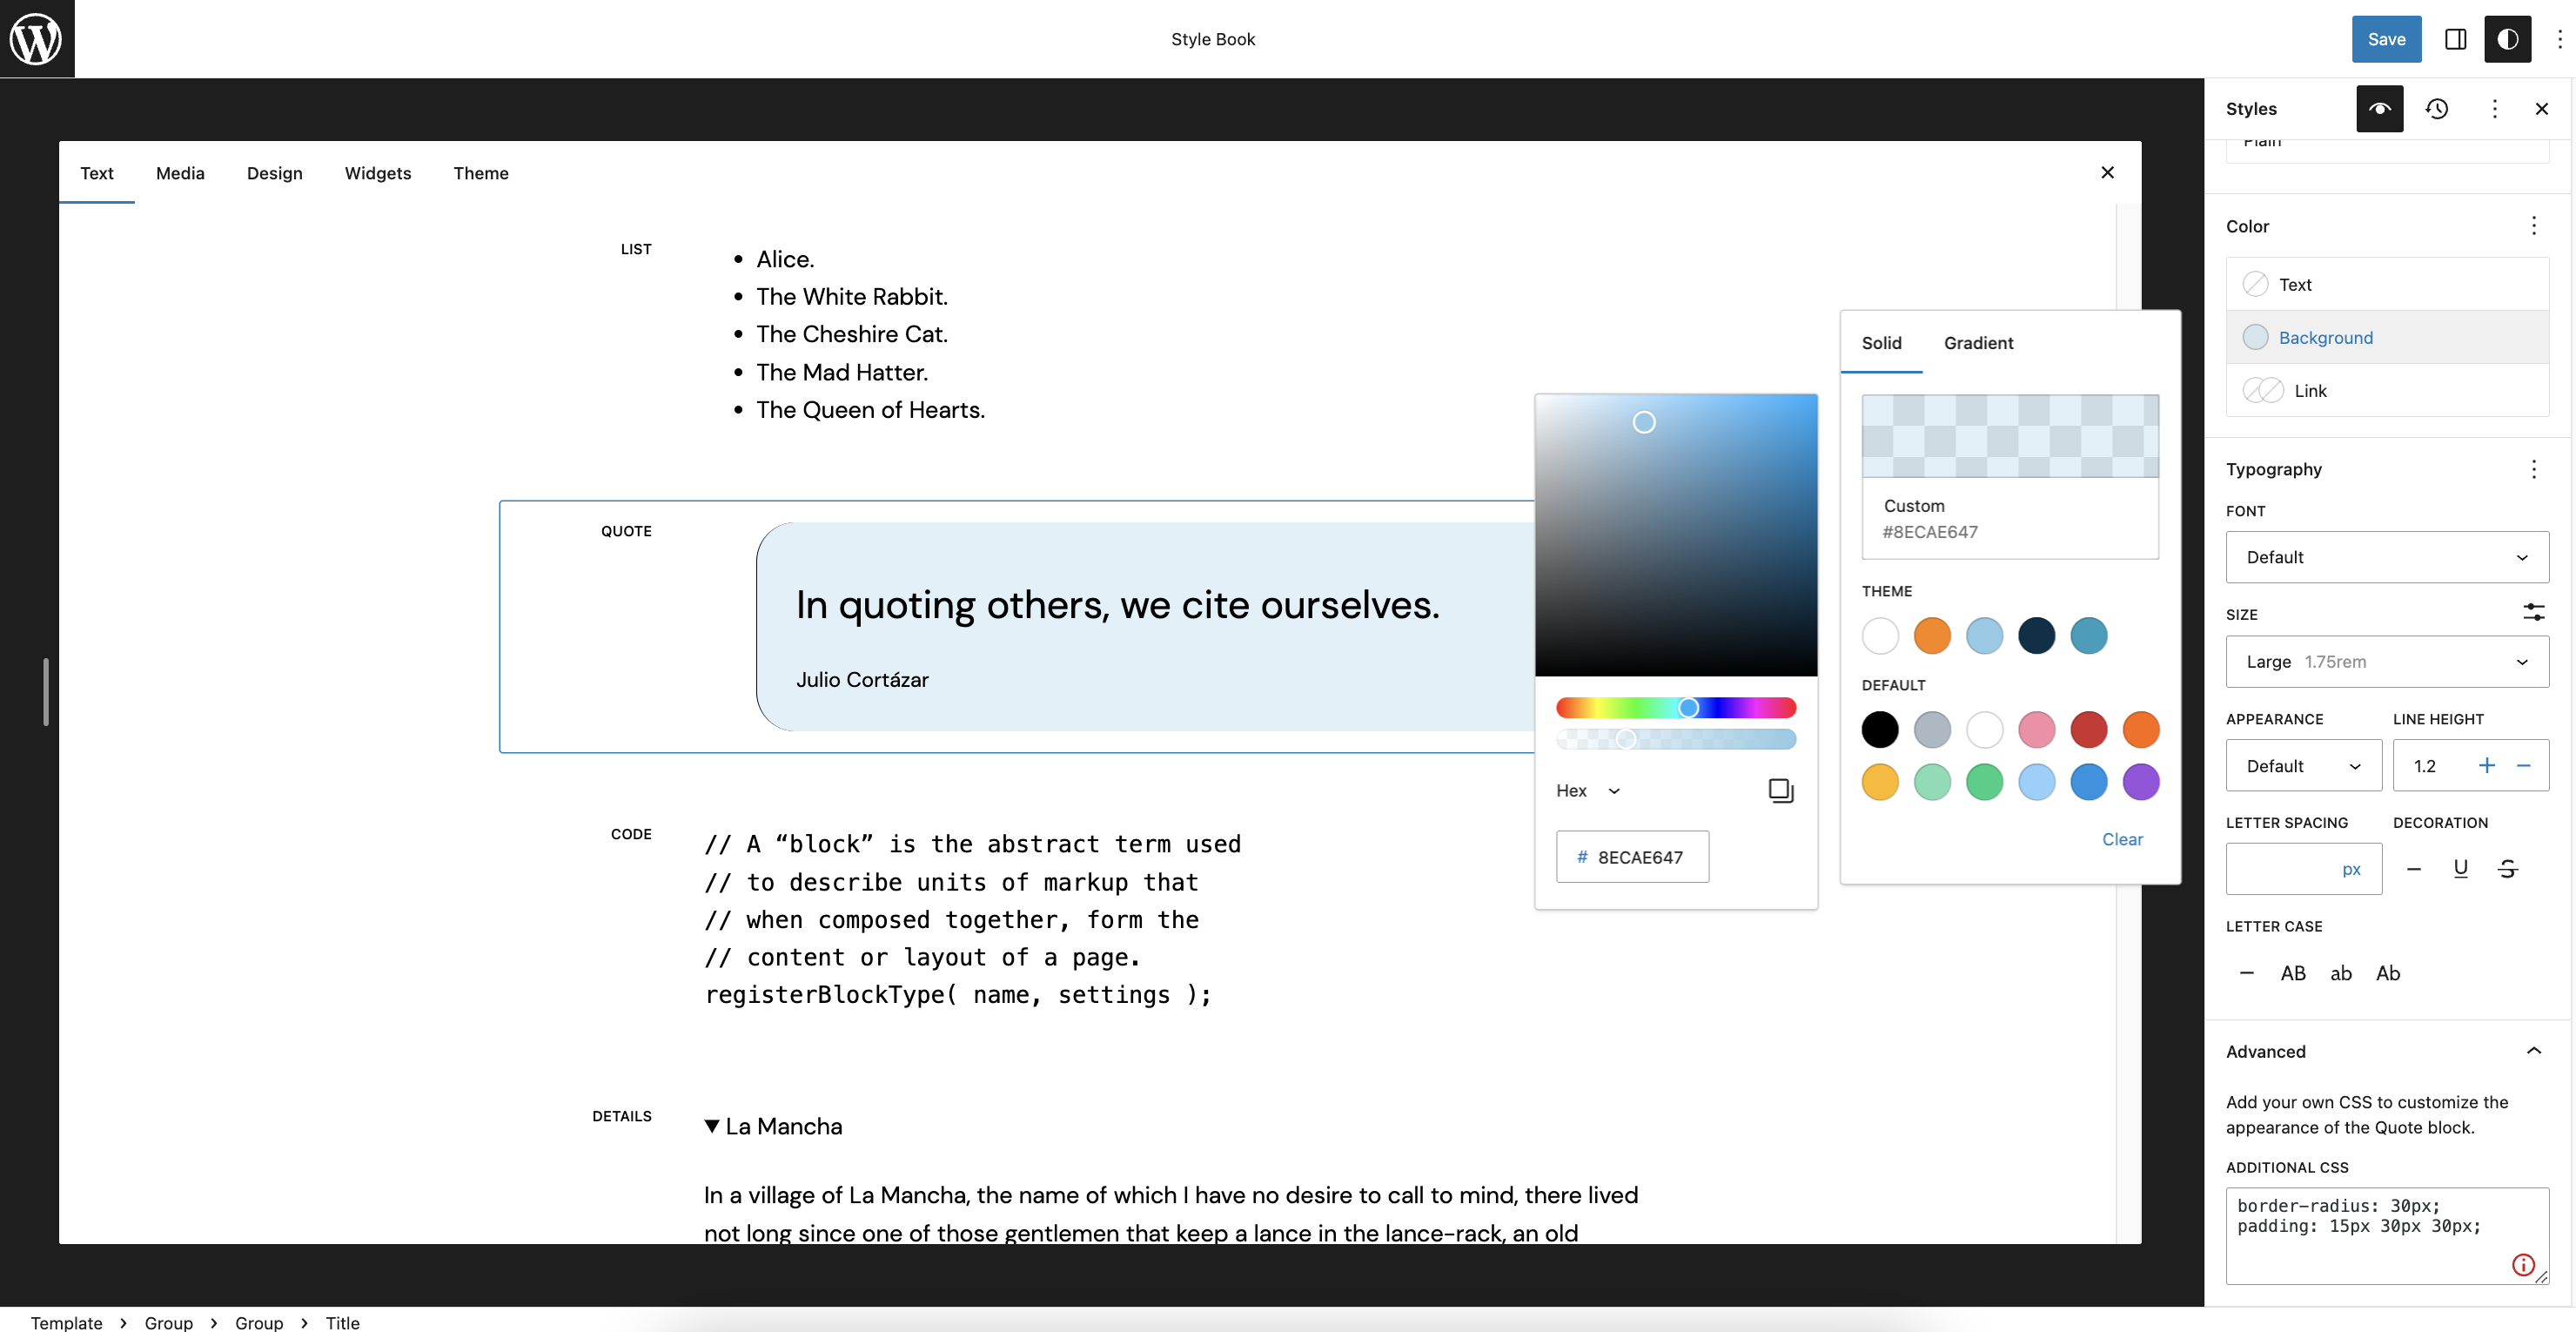 Style Book
Save
Text Media Design Widgets Theme
LIST
Alice.
The White Rabbit.
The Cheshire Cat.
The Mad Hatter.
The Queen of Hearts.
QUOTE
In quoting others, we cite ourselves.
Julio Cortázar
CODE
// A “block” is the abstract term used
// to describe units of markup that
// when composed together, form the
// content or layout of a page.
registerBlockType( name, settings );
DETAILS
La Mancha
In a village of La Mancha, the name of which I have no desire to call to mind, there lived
not long since one of those gentlemen that keep a lance in the lance-rack, an old
Hex
# 8ECAE647
Solid Gradient
Custom
#8ECAE647
THEME
DEFAULT
Clear
Styles
Plain
Color
Text
Background
Link
Typography
FONT
Default
SIZE
Large 1.75rem
APPEARANCE LINE HEIGHT
Default 1.2
LETTER SPACING DECORATION
px
LETTER CASE
AB ab Ab
Advanced
Add your own CSS to customize the
appearance of the Quote block.
ADDITIONAL CSS
border-radius: 30px;
padding: 15px 30px 30px;
Template > Group > Group > Title